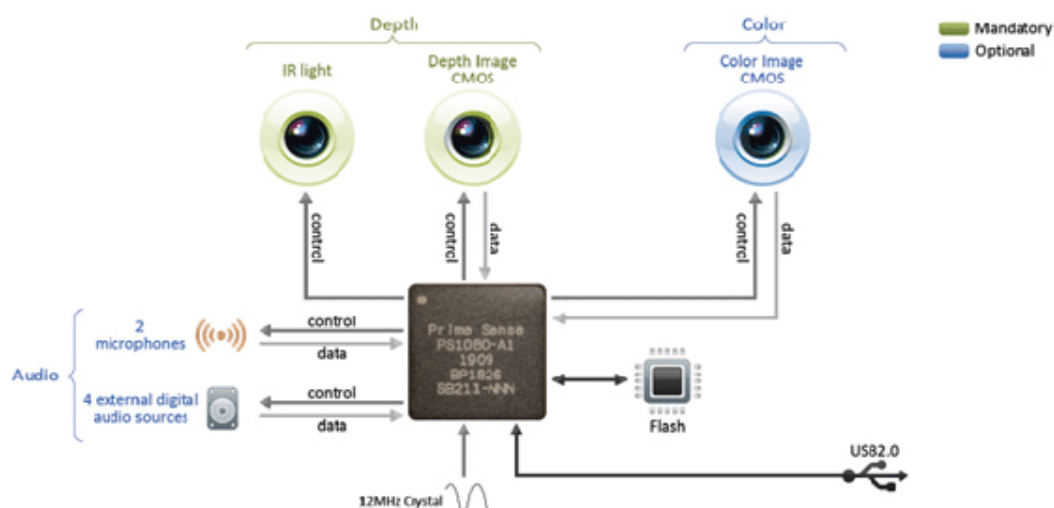 Depth
Color
Mandatory
Optional
IR light
Depth Image
CMOS
Color Image
CMOS
control
control
data
control
data
Audio
2
microphones
control
data
4 external digital
audio sources
control
data
Prime Sense
PS1080-A1
1909
BP1826
SB211-NNN
Flash
USB2.0
12MHz Crystal